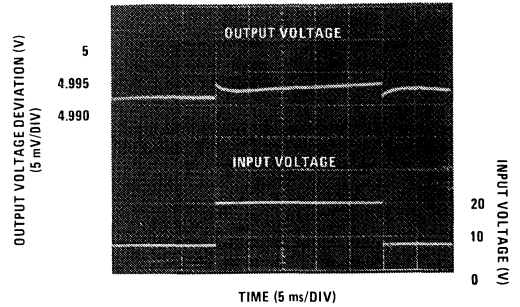 OUTPUT VOLTAGE
OUTPUT VOLTAGE DEVIATION (V)
(5 mV/DIV)
5
4.995
4.990
INPUT VOLTAGE
INPUT VOLTAGE (V)
20
10
0
TIME (5 ms/DIV)